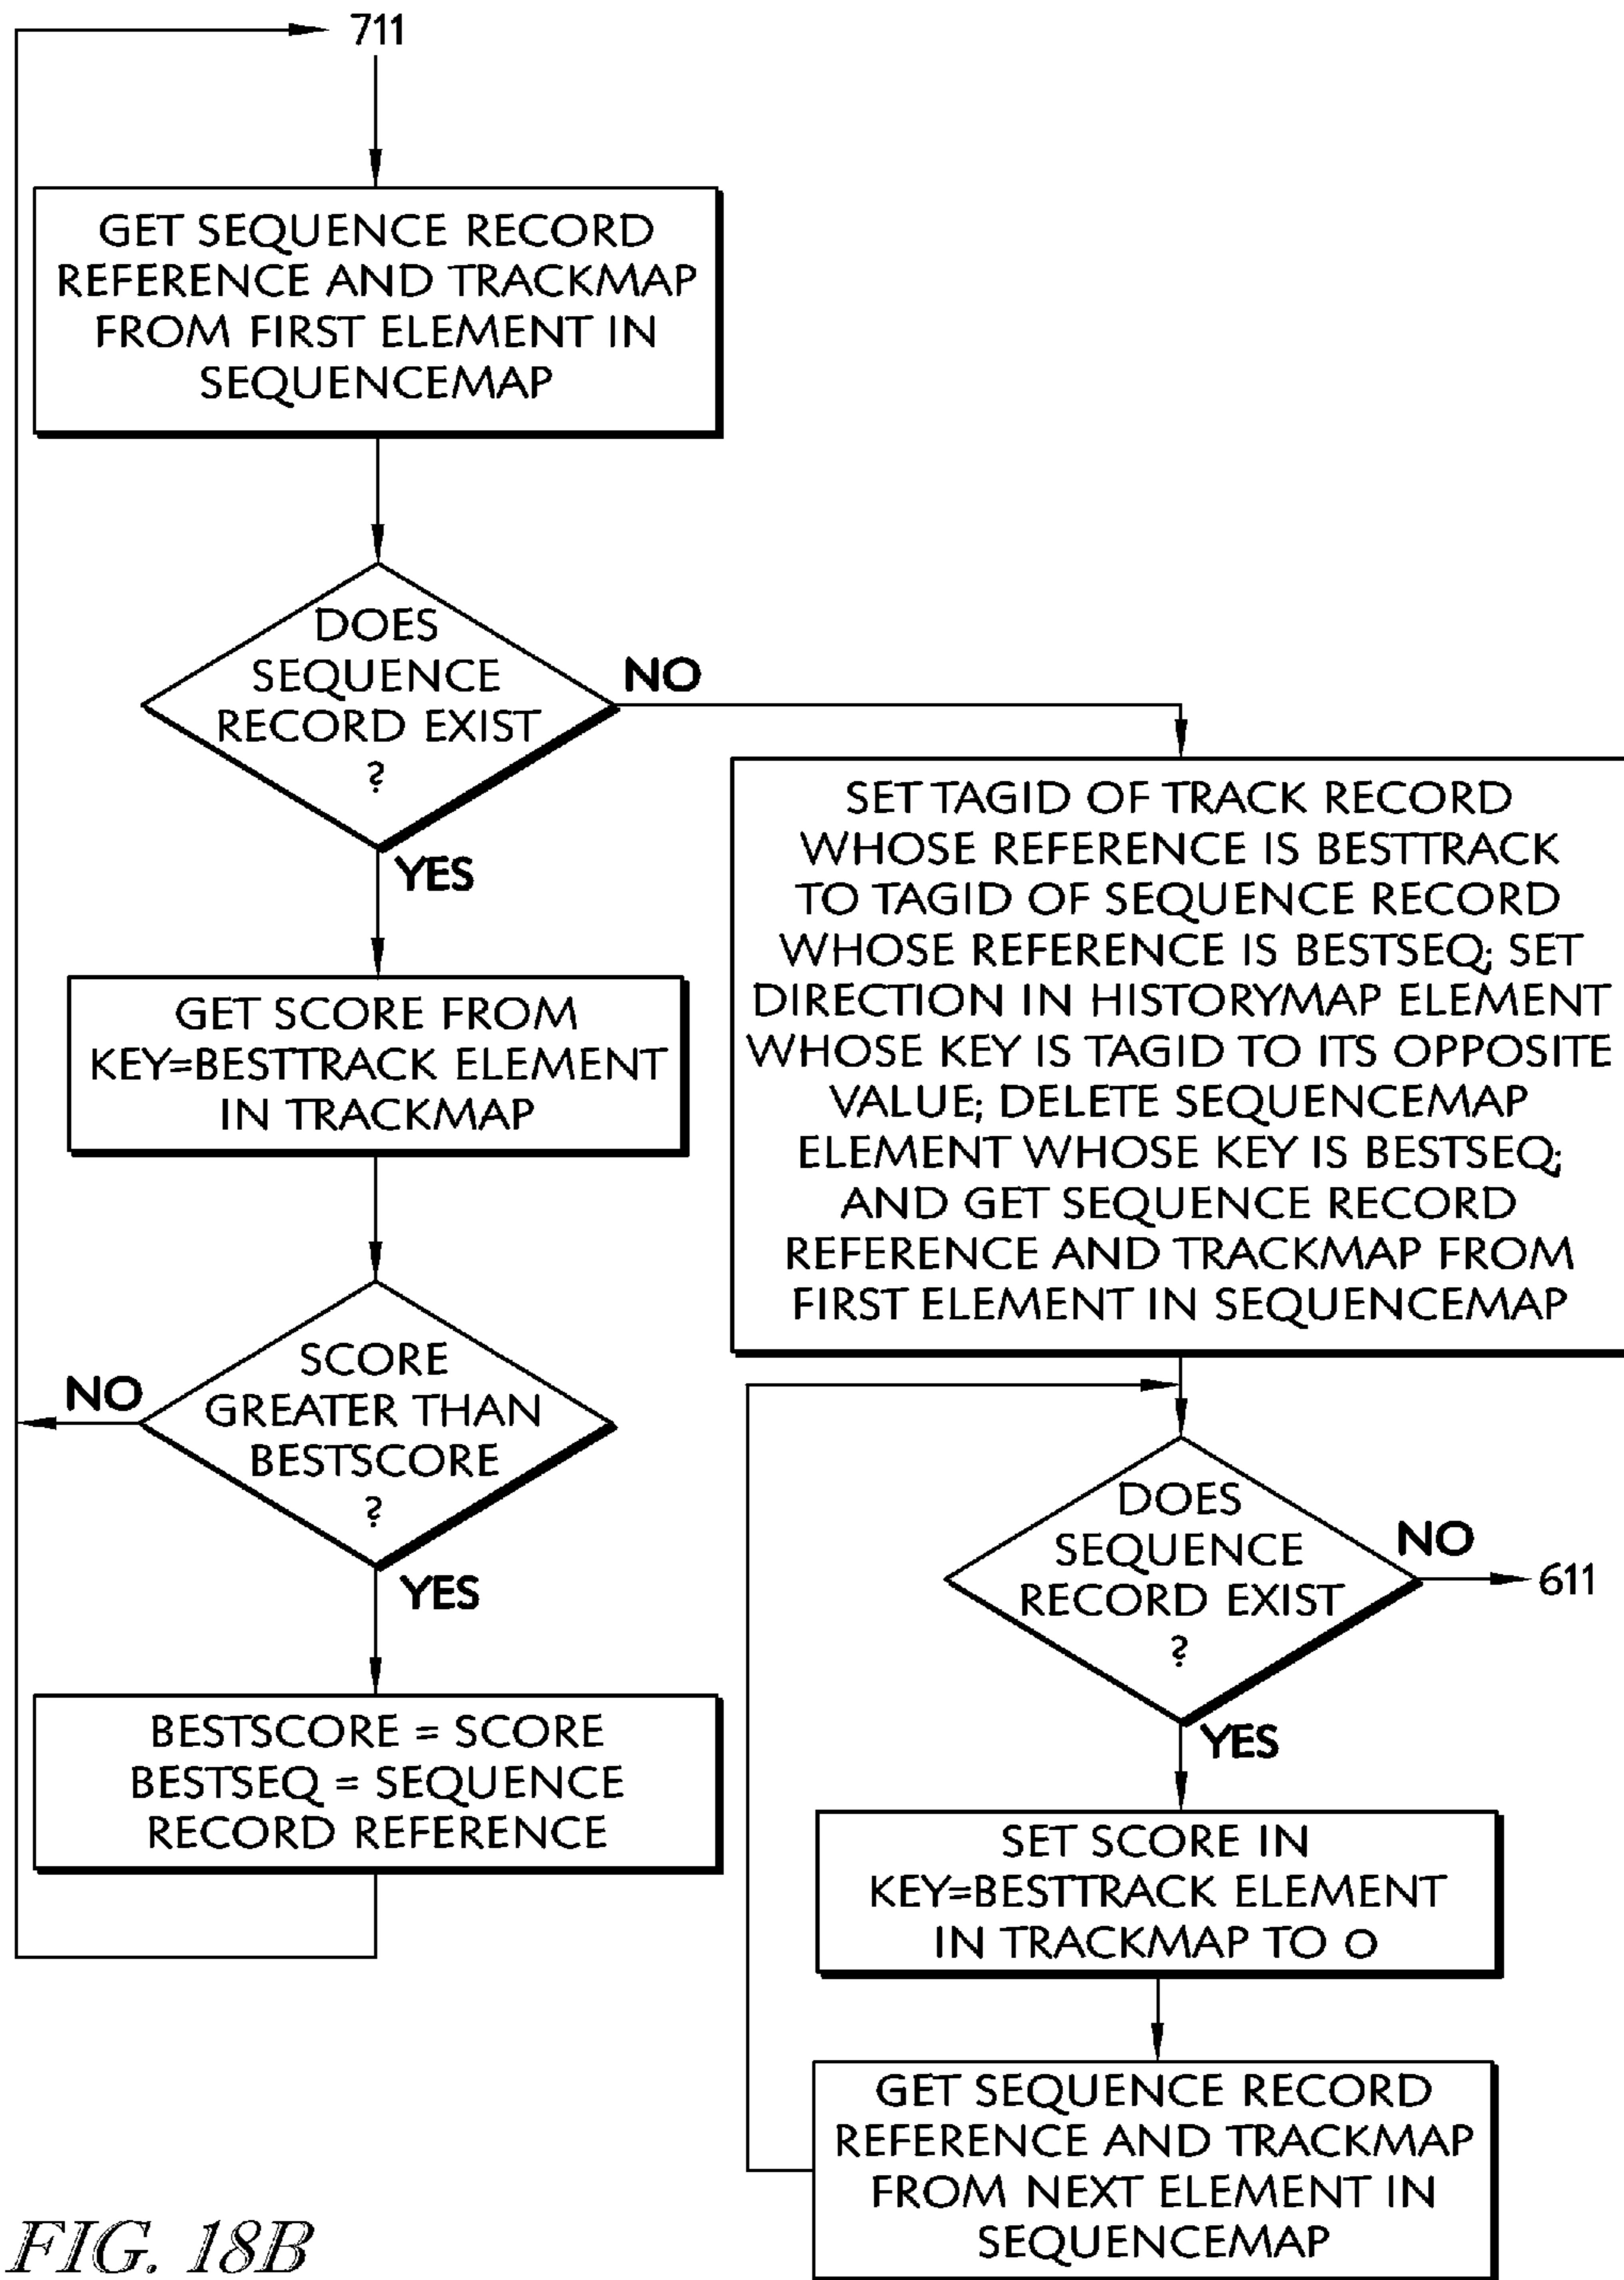 711
GET SEQUENCE RECORD
REFERENCE AND TRACKMAP
FROM FIRST ELEMENT IN
SEQUENCEMAP
DOES
SEQUENCE
RECORD EXIST
?
NO
YES
GET SCORE FROM
KEY=BESTTRACK ELEMENT
IN TRACKMAP
SCORE
GREATER THAN
BESTSCORE
?
NO
YES
BESTSCORE = SCORE
BESTSEQ = SEQUENCE
RECORD REFERENCE
SET TAGID OF TRACK RECORD
WHOSE REFERENCE IS BESTTRACK
TO TAGID OF SEQUENCE RECORD
WHOSE REFERENCE IS BESTSEQ; SET
DIRECTION IN HISTORYMAP ELEMENT
WHOSE KEY IS TAGID TO ITS OPPOSITE
VALUE; DELETE SEQUENCEMAP
ELEMENT WHOSE KEY IS BESTSEQ;
AND GET SEQUENCE RECORD
REFERENCE AND TRACKMAP FROM
FIRST ELEMENT IN SEQUENCEMAP
DOES
SEQUENCE
RECORD EXIST
?
NO
611
YES
SET SCORE IN
KEY=BESTTRACK ELEMENT
IN TRACKMAP TO 0
GET SEQUENCE RECORD
REFERENCE AND TRACKMAP
FROM NEXT ELEMENT IN
SEQUENCEMAP
FIG. 18B